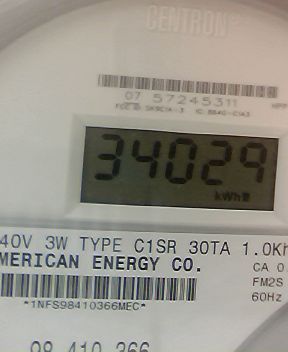 CENTRON®
07 57245311
34029
kWh
40V 3W TYPE C1SR 30TA 1.0Kh
MERICAN ENERGY CO.
CA 0.
FM2S
60Hz
*1NFS98410366MEC*
98 410 366